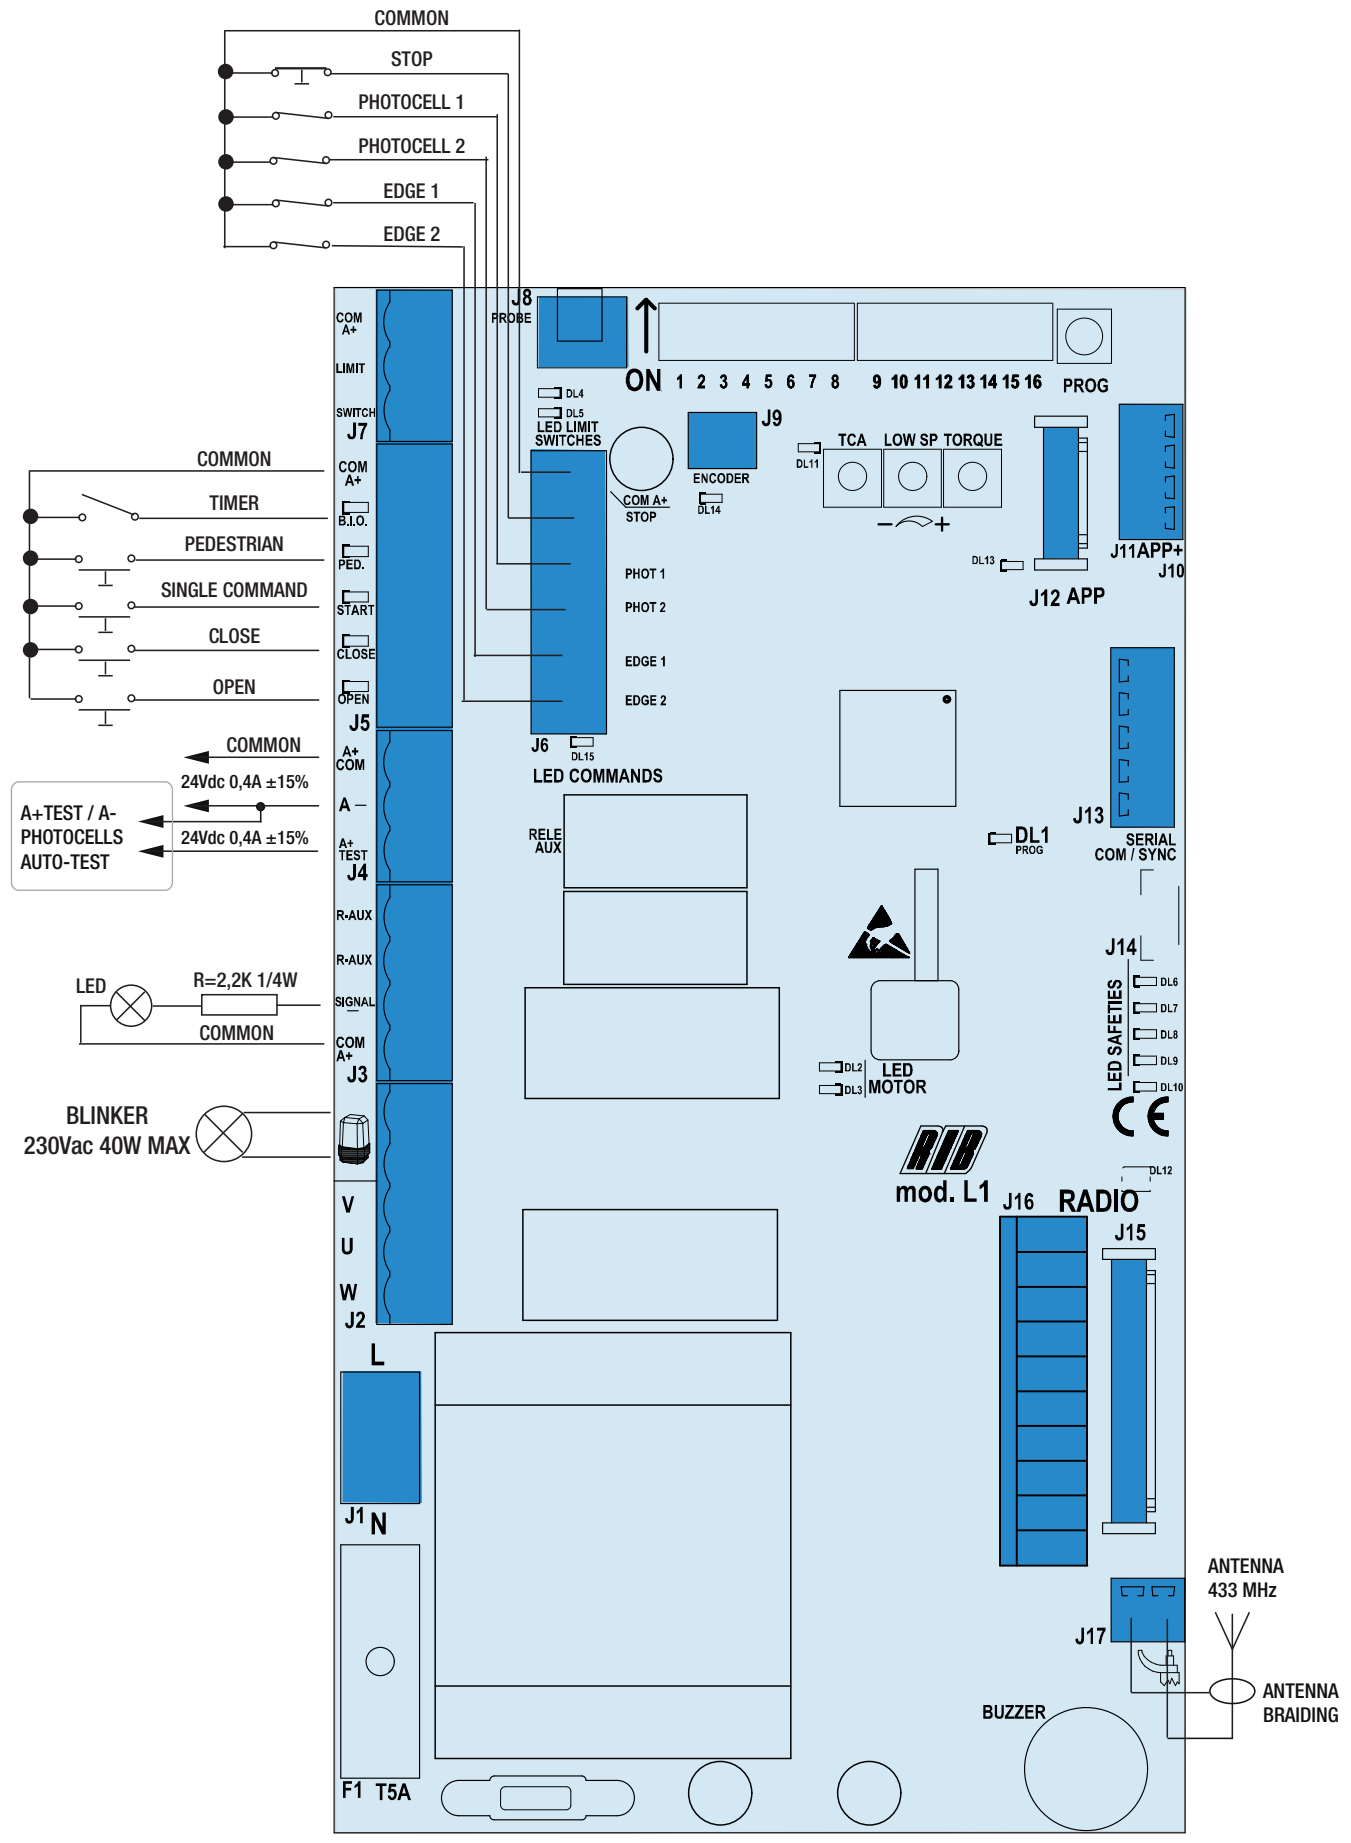 COMMON
STOP
PHOTOCELL 1
PHOTOCELL 2
EDGE 1
EDGE 2
COM
A+
LIMIT
SWITCH
J7
J8
PROBE
ON
1 2 3 4 5 6 7 8
9 10 11 12 13 14 15 16
PROG
DL4
DL5
LED LIMIT
SWITCHES
J9
ENCODER
DL14
COM A+
STOP
DL11
TCA
LOW SP
TORQUE
– +
DL13
J12 APP
J11 APP+
J10
COMMON
TIMER
PEDESTRIAN
SINGLE COMMAND
CLOSE
OPEN
COM
A+
B.I.O.
PED.
START
CLOSE
OPEN
J5
PHOT 1
PHOT 2
EDGE 1
EDGE 2
J6
DL15
LED COMMANDS
COMMON
24Vdc 0,4A ±15%
24Vdc 0,4A ±15%
A+TEST / A-
PHOTOCELLS
AUTO-TEST
A+
COM
A –
A+
TEST
J4
RELE
AUX
J13
SERIAL
COM / SYNC
DL1
PROG
J14
LED SAFETIES
DL6
DL7
DL8
DL9
DL10
CE
R-AUX
R-AUX
SIGNAL
–
COM
A+
J3
LED
R=2,2K 1/4W
COMMON
DL2
DL3
LED
MOTOR
BLINKER
230Vac 40W MAX
RIB
mod. L1
DL12
RADIO
J16
J15
V
U
W
J2
L
J1
N
F1 T5A
ANTENNA
433 MHz
J17
ANTENNA
BRAIDING
BUZZER